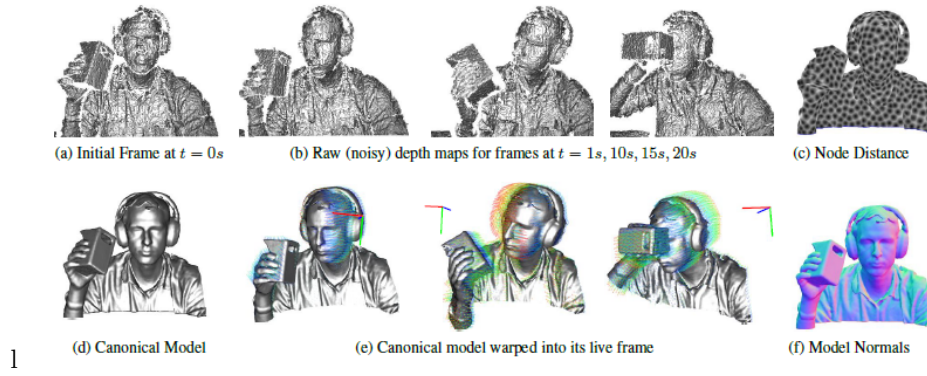 (a) Initial Frame at t = 0s
(b) Raw (noisy) depth maps for frames at t = 1s, 10s, 15s, 20s
(c) Node Distance
(d) Canonical Model
(e) Canonical model warped into its live frame
(f) Model Normals
l